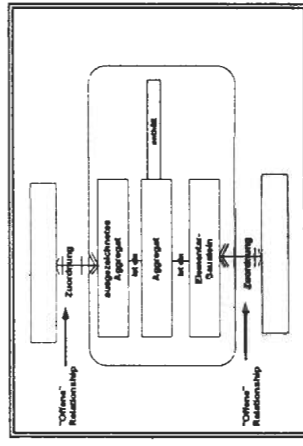 "Offene"
Relationship
Zuordnung
ausgezeichnetes
Aggregat
ist ein
Aggregat
enthält
ist ein
Elementar-
Baustein
Zuordnung
"Offene"
Relationship